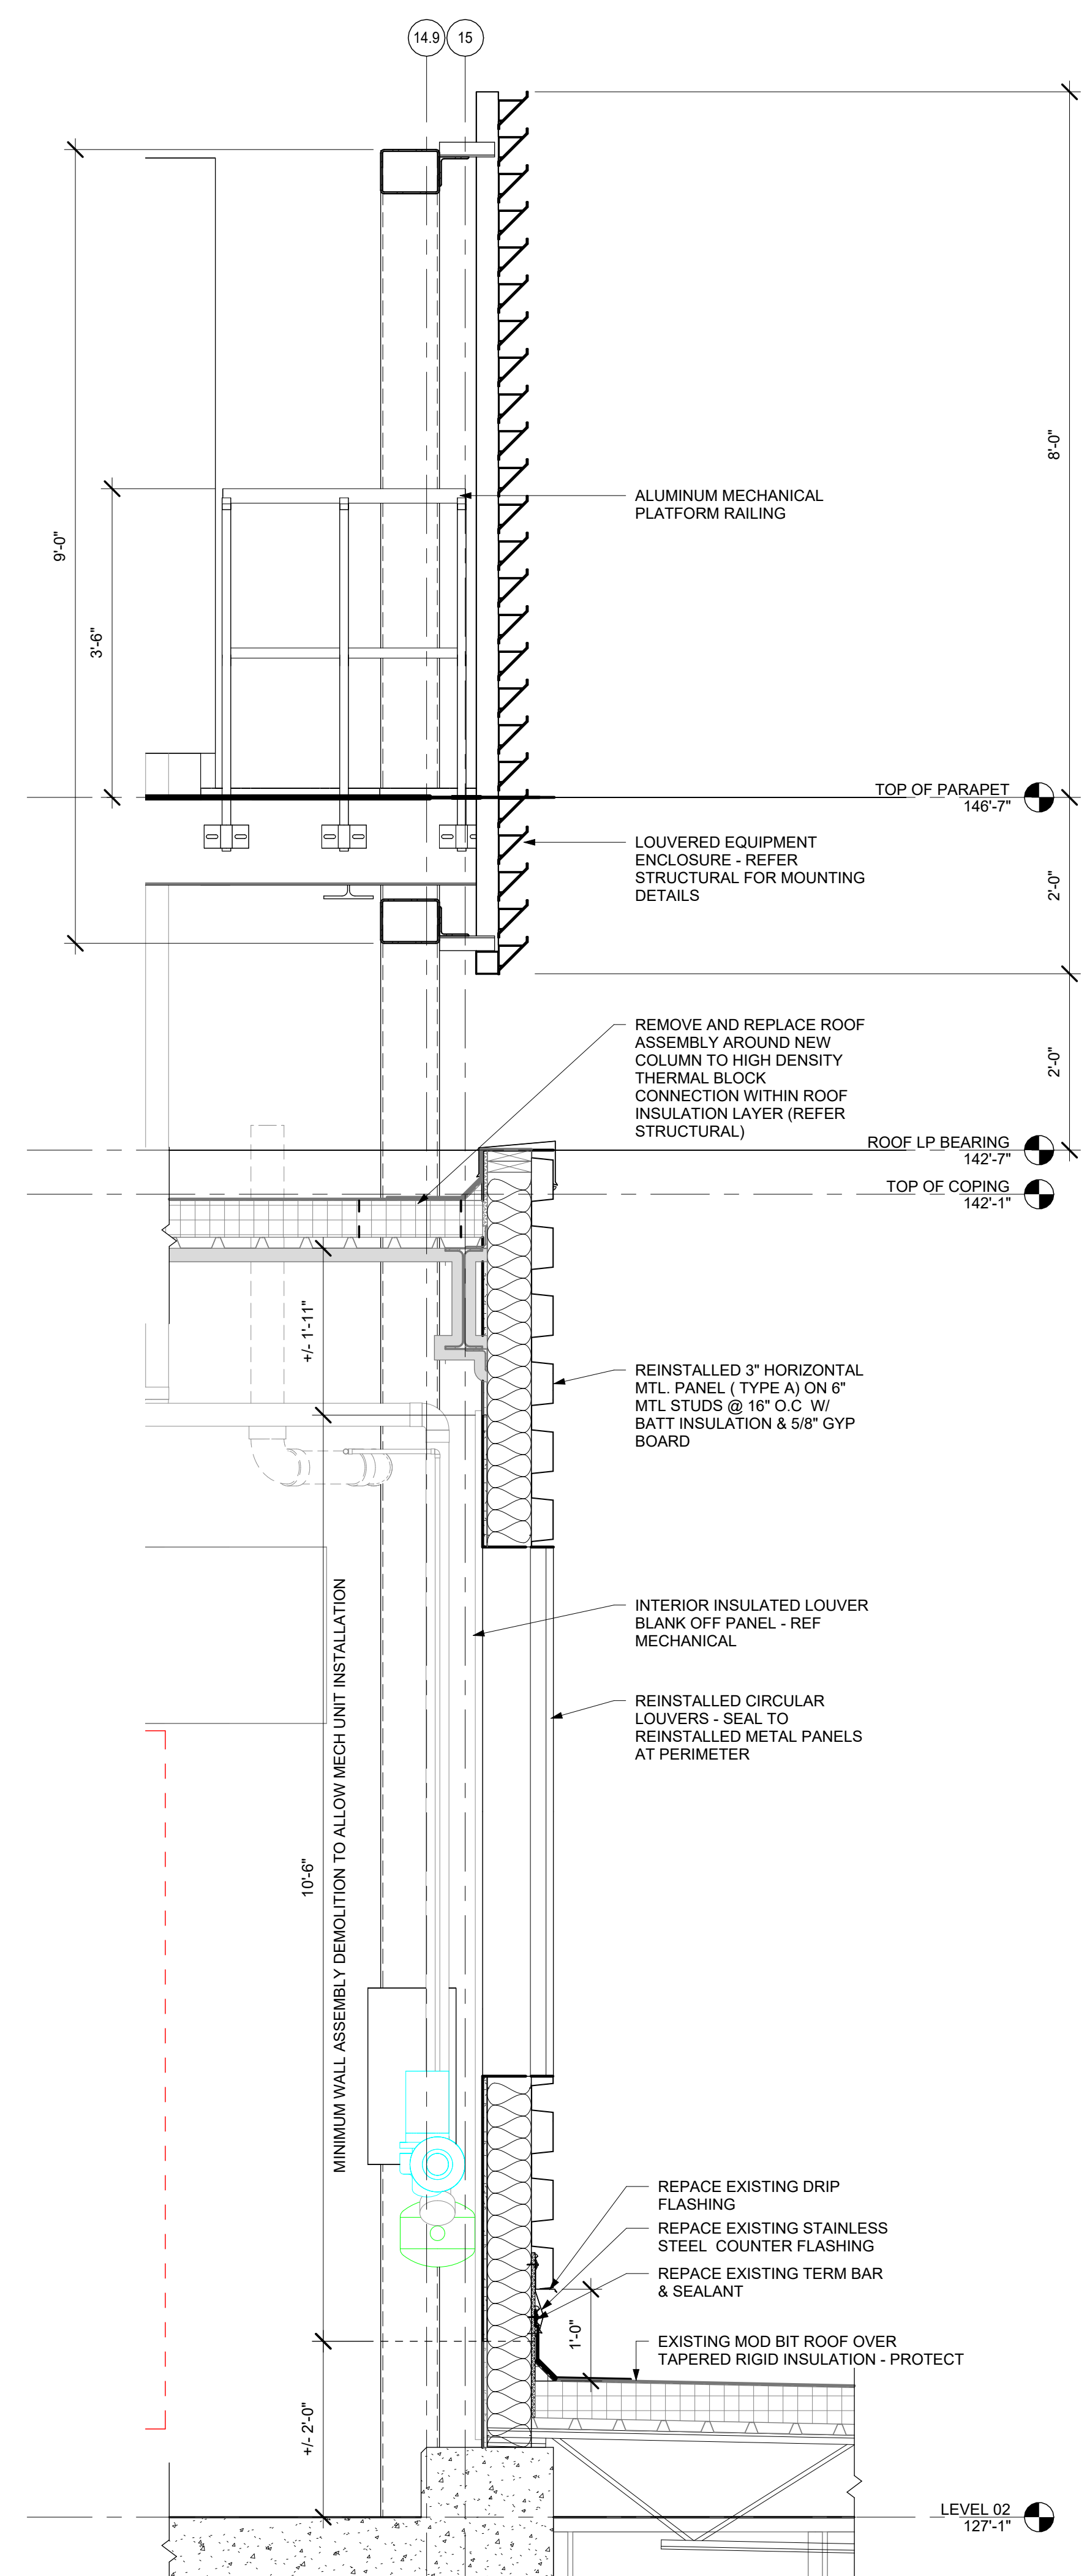 14.9
15
8'-0"
9'-0"
3'-6"
ALUMINUM MECHANICAL
PLATFORM RAILING
TOP OF PARAPET
146'-7"
LOUVERED EQUIPMENT
ENCLOSURE - REFER
STRUCTURAL FOR MOUNTING
DETAILS
2'-0"
REMOVE AND REPLACE ROOF
ASSEMBLY AROUND NEW
COLUMN TO HIGH DENSITY
THERMAL BLOCK
CONNECTION WITHIN ROOF
INSULATION LAYER (REFER
STRUCTURAL)
2'-0"
ROOF LP BEARING
142'-7"
TOP OF COPING
142'-1"
+/- 1'-11"
REINSTALLED 3" HORIZONTAL
MTL. PANEL ( TYPE A) ON 6"
MTL STUDS @ 16" O.C W/
BATT INSULATION & 5/8" GYP
BOARD
INTERIOR INSULATED LOUVER
BLANK OFF PANEL - REF
MECHANICAL
REINSTALLED CIRCULAR
LOUVERS - SEAL TO
REINSTALLED METAL PANELS
AT PERIMETER
10'-6"
MINIMUM WALL ASSEMBLY DEMOLITION TO ALLOW MECH UNIT INSTALLATION
REPACE EXISTING DRIP
FLASHING
REPACE EXISTING STAINLESS
STEEL COUNTER FLASHING
REPACE EXISTING TERM BAR
& SEALANT
1'-0"
EXISTING MOD BIT ROOF OVER
TAPERED RIGID INSULATION - PROTECT
+/- 2'-0"
LEVEL 02
127'-1"